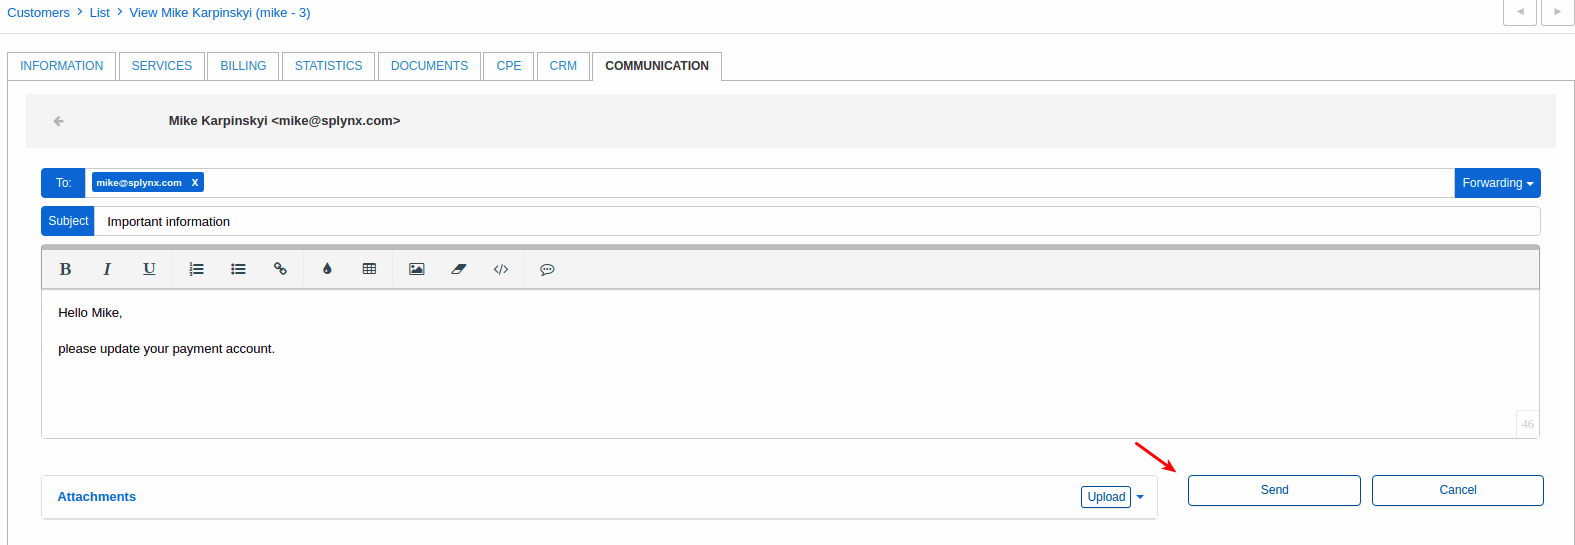 Customers > List > View Mike Karpinskyi (mike - 3)
INFORMATION SERVICES BILLING STATISTICS DOCUMENTS CPE CRM COMMUNICATION
Mike Karpinskyi <mike@splynx.com>
To: mike@splynx.com X Forwarding
Subject Important information
B I U
Hello Mike,
please update your payment account.
46
Attachments Upload Send Cancel